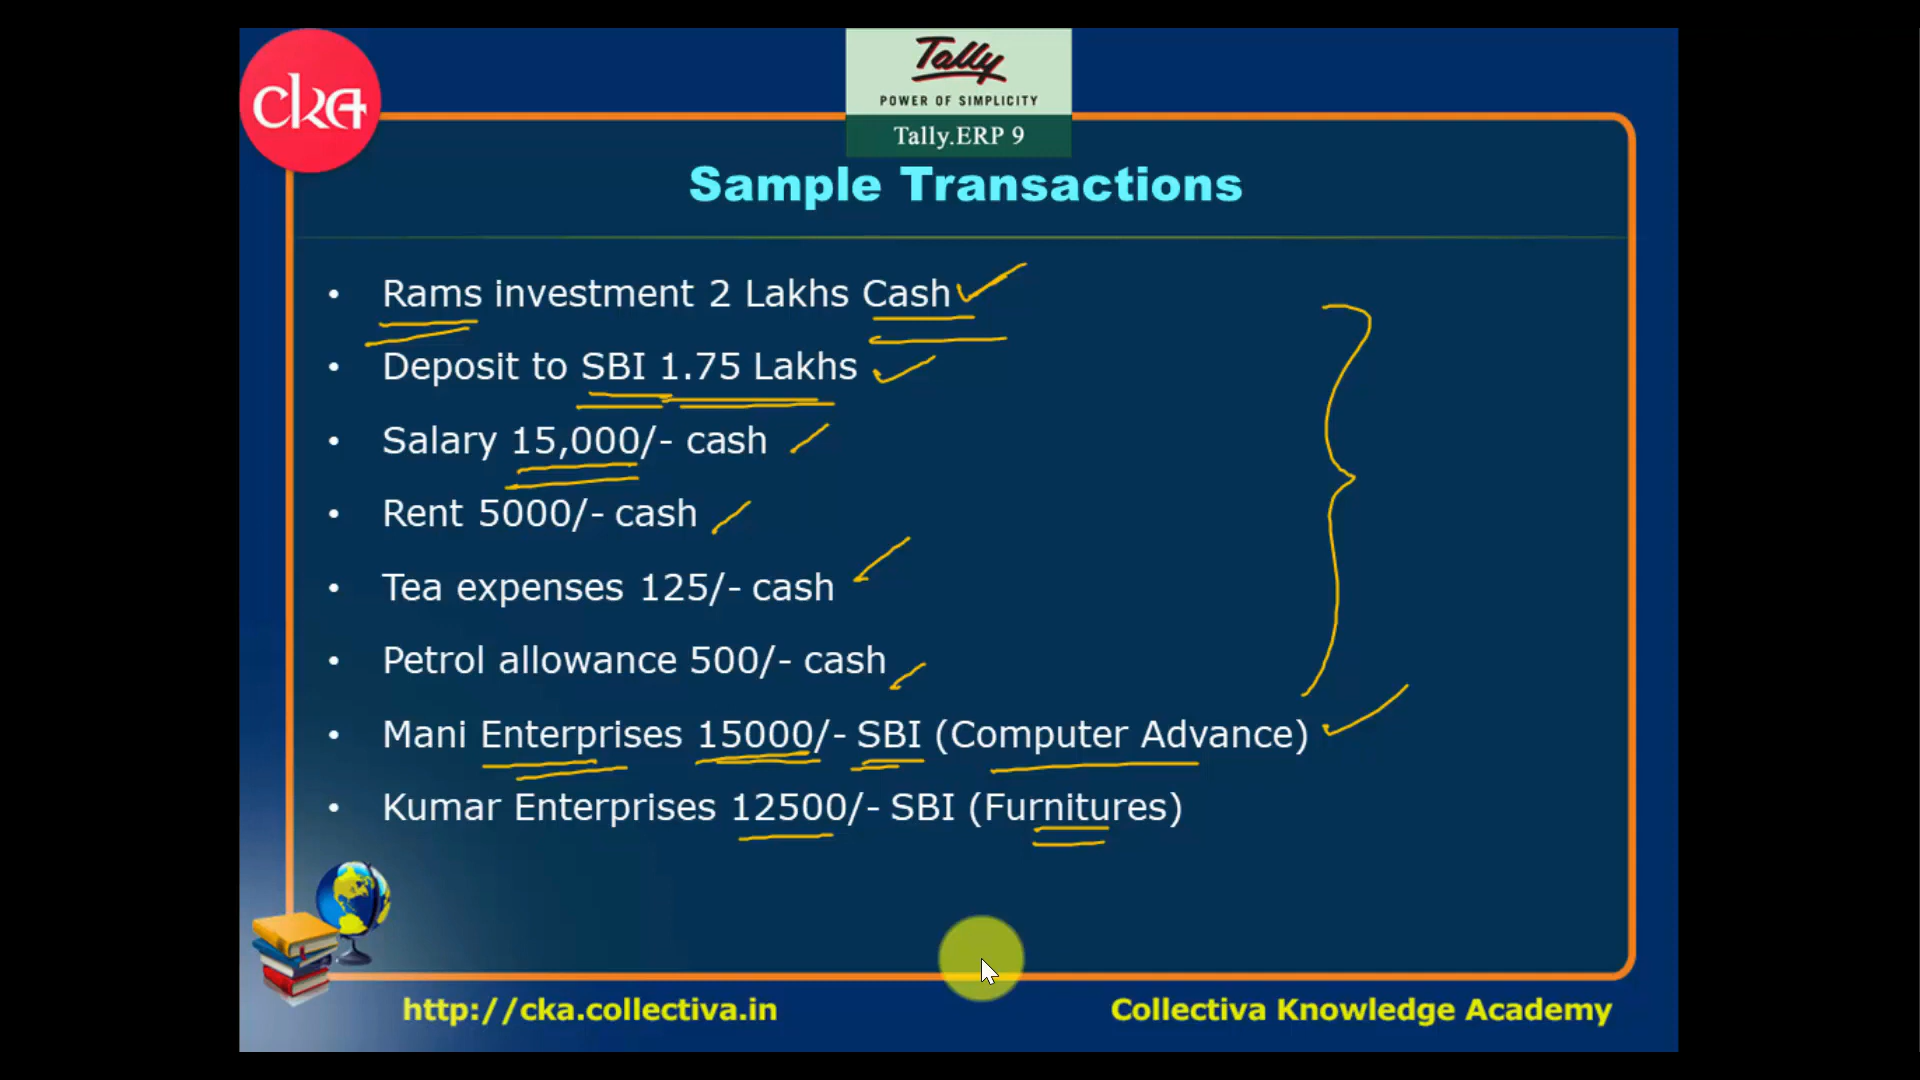 cka
Tally
POWER OF SIMPLICITY
Tally.ERP 9
Sample Transactions
• Rams investment 2 Lakhs Cash
• Deposit to SBI 1.75 Lakhs
• Salary 15,000/- cash
• Rent 5000/- cash
• Tea expenses 125/- cash
• Petrol allowance 500/- cash
• Mani Enterprises 15000/- SBI (Computer Advance)
• Kumar Enterprises 12500/- SBI (Furnitures)
http://cka.collectiva.in
Collectiva Knowledge Academy